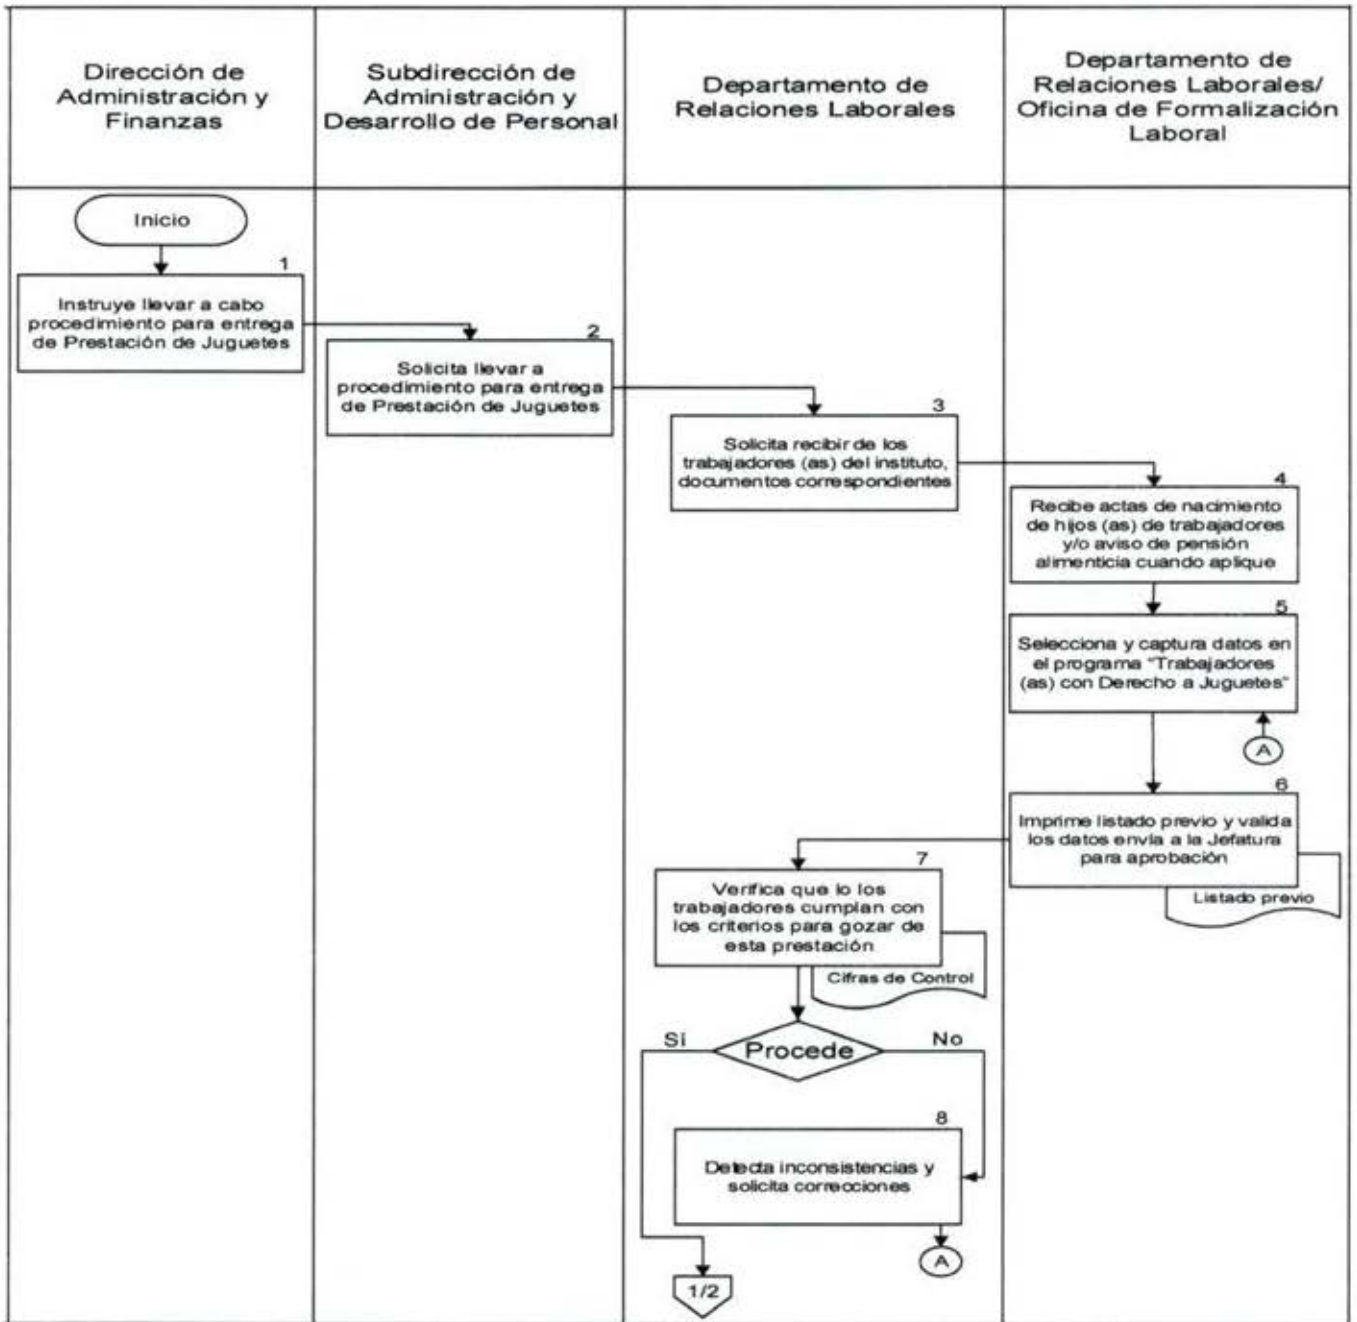 Dirección de
Administración y
Finanzas
Subdirección de
Administración y
Desarrollo de Personal
Departamento de
Relaciones Laborales
Departamento de
Relaciones Laborales/
Oficina de Formalización
Laboral
Inicio
1
Instruye llevar a cabo
procedimiento para entrega
de Prestación de Juguetes
2
Solicita llevar a
procedimiento para entrega
de Prestación de Juguetes
3
Solicita recibir de los
trabajadores (as) del instituto,
documentos correspondientes
4
Recibe actas de nacimiento
de hijos (as) de trabajadores
y/o aviso de pensión
alimenticia cuando aplique
5
Selecciona y captura datos en
el programa "Trabajadores
(as) con Derecho a Juguetes"
A
6
Imprime listado previo y valida
los datos envía a la Jefatura
para aprobación
Listado previo
7
Verifica que lo los
trabajadores cumplan con
los criterios para gozar de
esta prestación
Cifras de Control
Procede
Sí
No
8
Detecta inconsistencias y
solicita correcciones
A
1/2